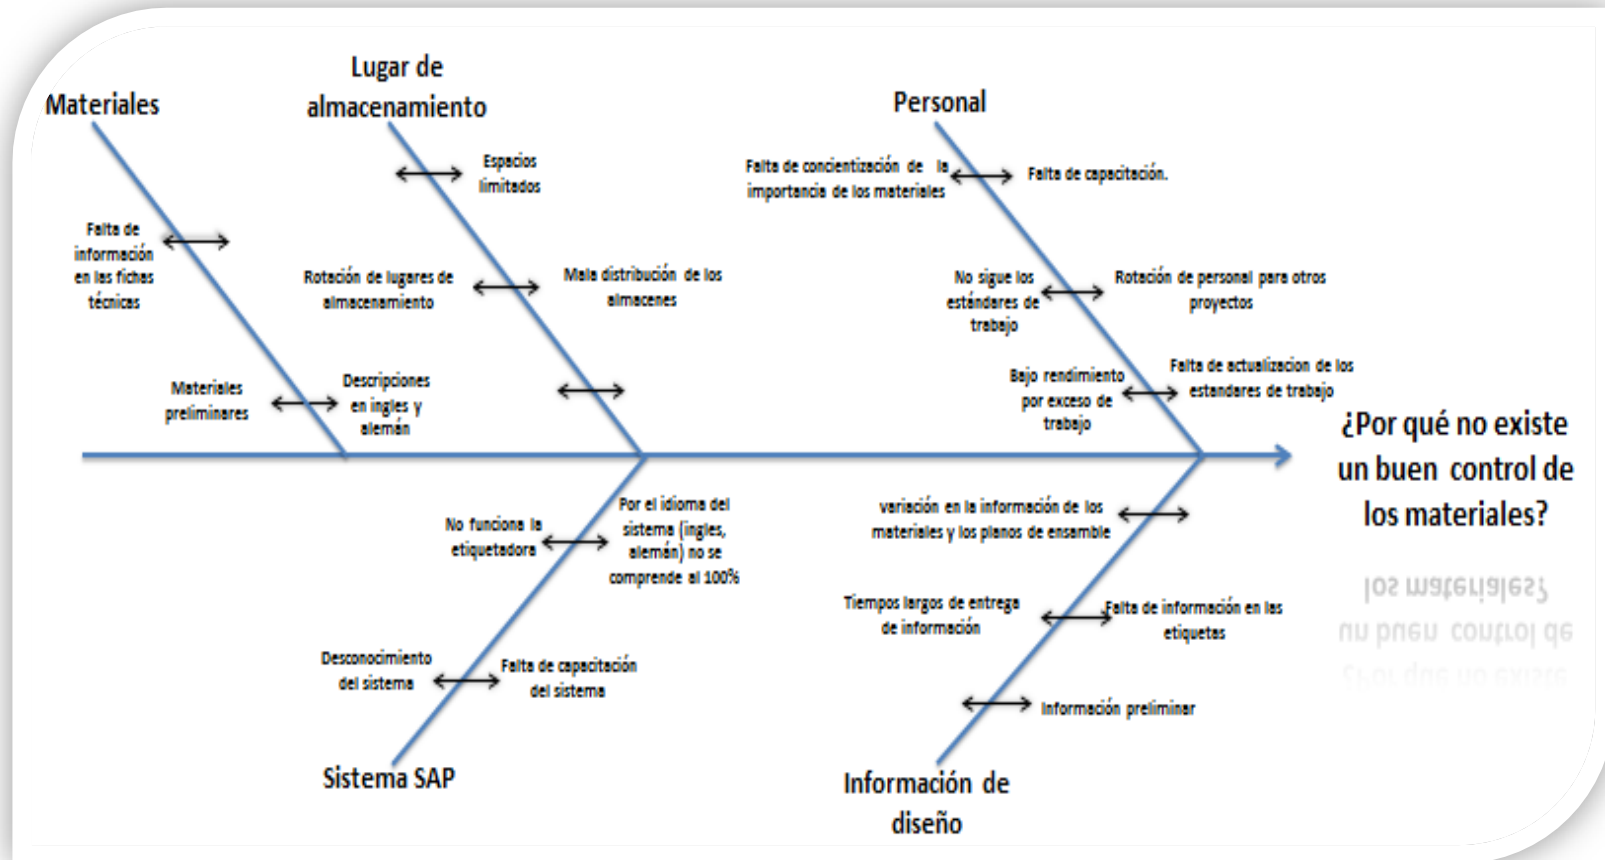 Materiales
Lugar de
almacenamiento
Personal
Espacios
limitados
Falta de concientización de la
importancia de los materiales
Falta de capacitación.
Falta de
información
en las fichas
técnicas
Rotación de lugares de
almacenamiento
Mala distribución de los
almacenes
No sigue los
estándares de
trabajo
Rotación de personal para otros
proyectos
Materiales
preliminares
Descripciones
en ingles y
alemán
Bajo rendimiento
por exceso de
trabajo
Falta de actualizacion de los
estandares de trabajo
¿Por qué no existe
un buen control de
los materiales?
No funciona la
etiquetadora
Por el idioma del
sistema (ingles,
alemán) no se
comprende al 100%
variación en la información de los
materiales y los planos de ensamble
Tiempos largos de entrega
de información
Falta de información en las
etiquetas
Desconocimiento
del sistema
Falta de capacitación
del sistema
Información preliminar
Sistema SAP
Información de
diseño